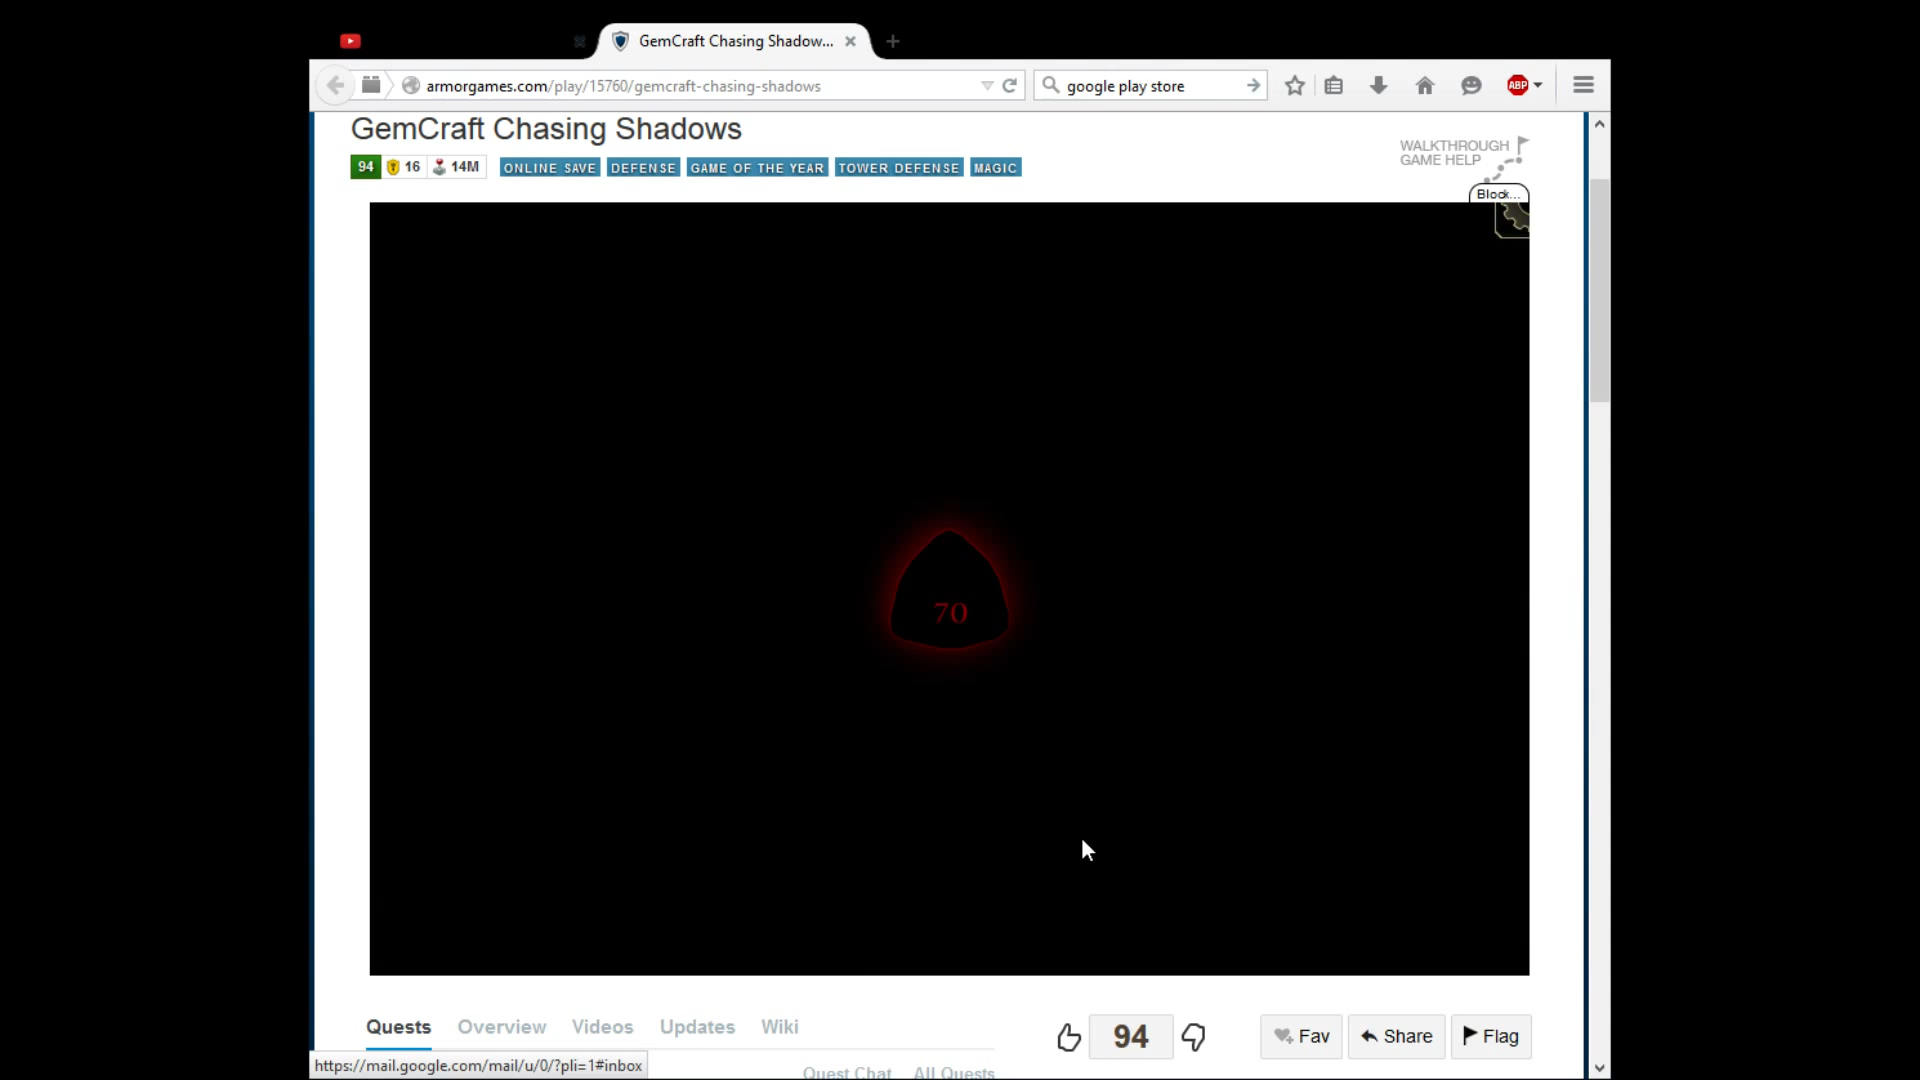 GemCraft Chasing Shadow...
armorgames.com/play/15760/gemcraft-chasing-shadows
google play store
ABP
GemCraft Chasing Shadows
94 16 14M ONLINE SAVE DEFENSE GAME OF THE YEAR TOWER DEFENSE MAGIC
WALKTHROUGH
GAME HELP
Block...
70
Quests Overview Videos Updates Wiki
94 Fav Share Flag
https://mail.google.com/mail/u/0/?pli=1#inbox
Quest Chat All Quests